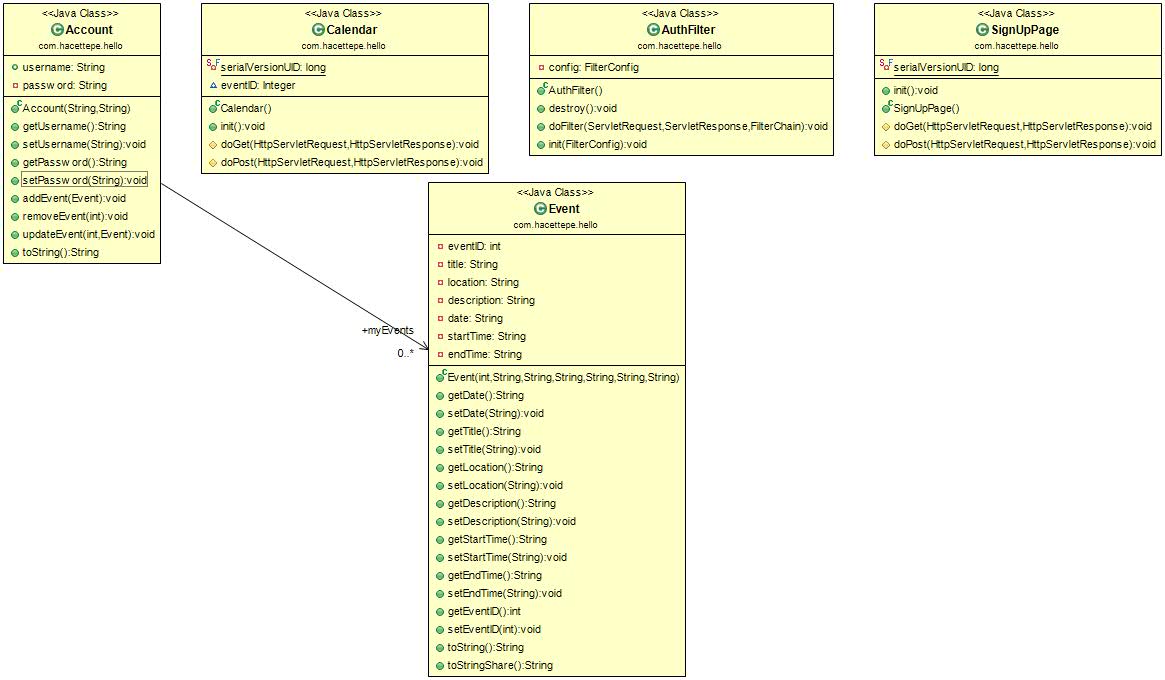 <<Java Class>>
Account
com.hacettepe.hello
username: String
password: String
Account(String,String)
getUsername():String
setUsername(String):void
getPassword():String
setPassword(String):void
addEvent(Event):void
removeEvent(int):void
updateEvent(int,Event):void
toString():String
<<Java Class>>
Calendar
com.hacettepe.hello
serialVersionUID: long
eventID: Integer
Calendar()
init():void
doGet(HttpServletRequest,HttpServletResponse):void
doPost(HttpServletRequest,HttpServletResponse):void
<<Java Class>>
AuthFilter
com.hacettepe.hello
config: FilterConfig
AuthFilter()
destroy():void
doFilter(ServletRequest,ServletResponse,FilterChain):void
init(FilterConfig):void
<<Java Class>>
SignUpPage
com.hacettepe.hello
serialVersionUID: long
init():void
SignUpPage()
doGet(HttpServletRequest,HttpServletResponse):void
doPost(HttpServletRequest,HttpServletResponse):void
+myEvents
0..*
<<Java Class>>
Event
com.hacettepe.hello
eventID: int
title: String
location: String
description: String
date: String
startTime: String
endTime: String
Event(int,String,String,String,String,String,String)
getDate():String
setDate(String):void
getTitle():String
setTitle(String):void
getLocation():String
setLocation(String):void
getDescription():String
setDescription(String):void
getStartTime():String
setStartTime(String):void
getEndTime():String
setEndTime(String):void
getEventID():int
setEventID(int):void
toString():String
toStringShare():String